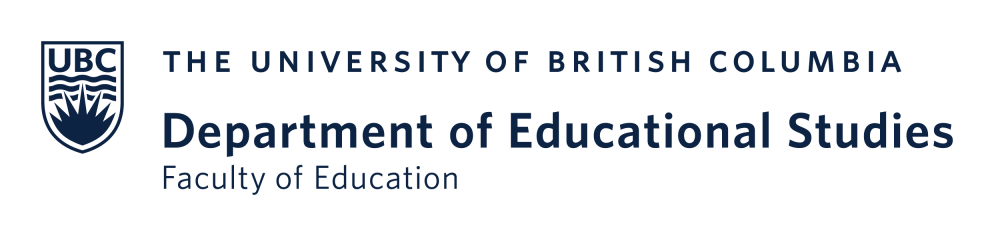 UBC
THE UNIVERSITY OF BRITISH COLUMBIA
Department of Educational Studies
Faculty of Education